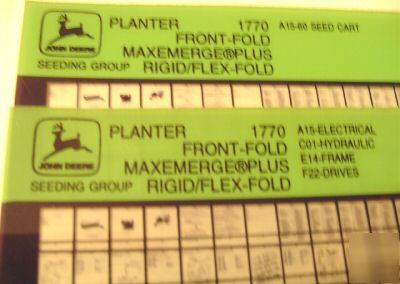 PLANTER 1770 A15-60 SEED CART
FRONT-FOLD
MAXEMERGE®PLUS
JOHN DEERE
SEEDING GROUP RIGID/FLEX-FOLD
PLANTER 1770 A15-ELECTRICAL
FRONT-FOLD C01-HYDRAULIC
MAXEMERGE®PLUS E14-FRAME
JOHN DEERE
SEEDING GROUP RIGID/FLEX-FOLD F22-DRIVES